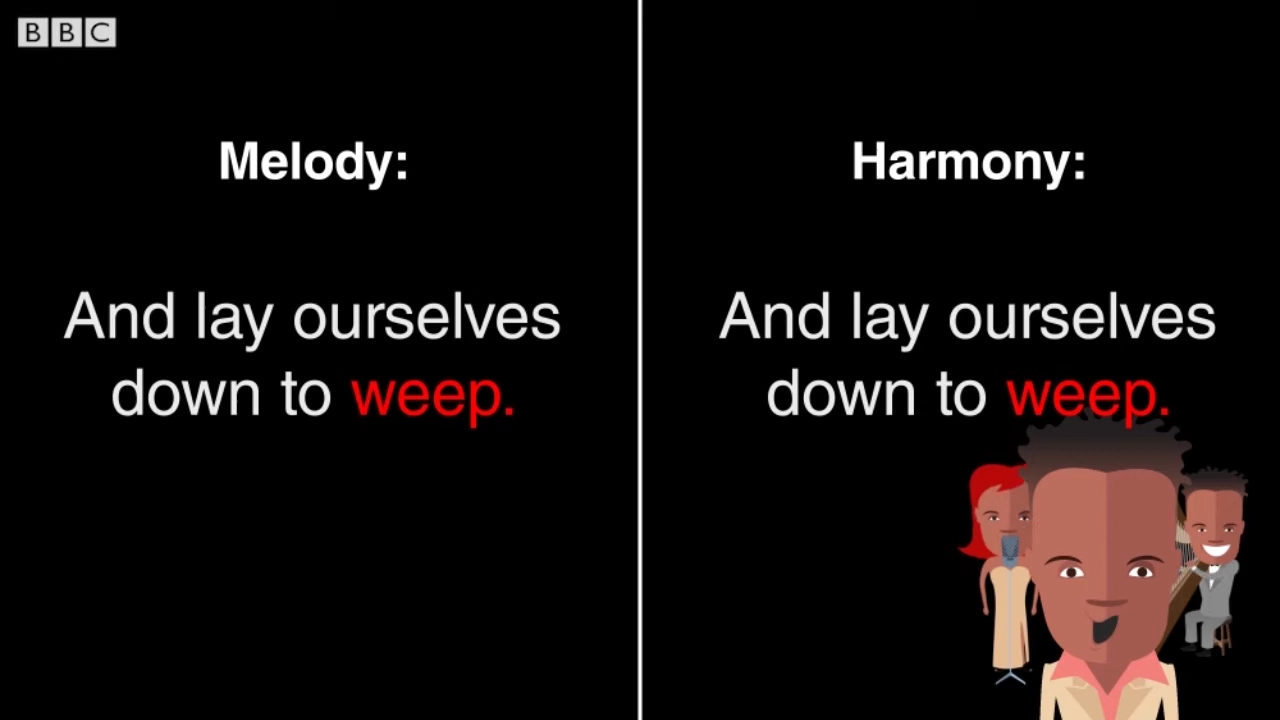 BBC
Melody:
And lay ourselves
down to weep.
Harmony:
And lay ourselves
down to weep.